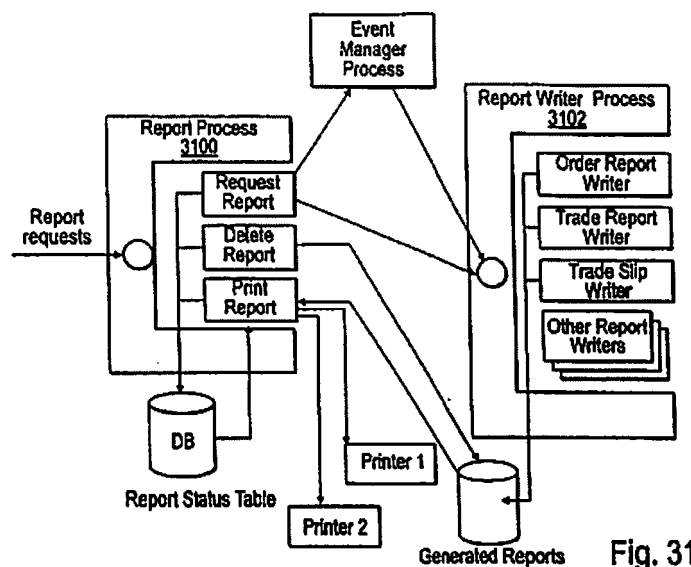 Event
Manager
Process
Report Process
3100
Request
Report
Delete
Report
Print
Report
Report
requests
DB
Report Status Table
Printer 1
Printer 2
Report Writer Process
3102
Order Report
Writer
Trade Report
Writer
Trade Slip
Writer
Other Report
Writers
Generated Reports
Fig. 31